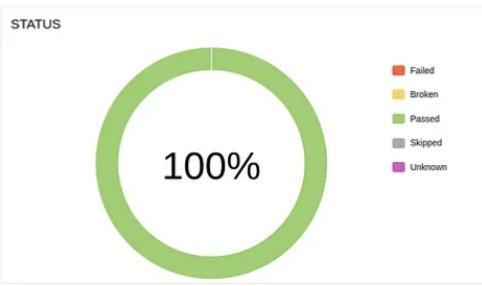 STATUS
100%
Failed
Broken
Passed
Skipped
Unknown